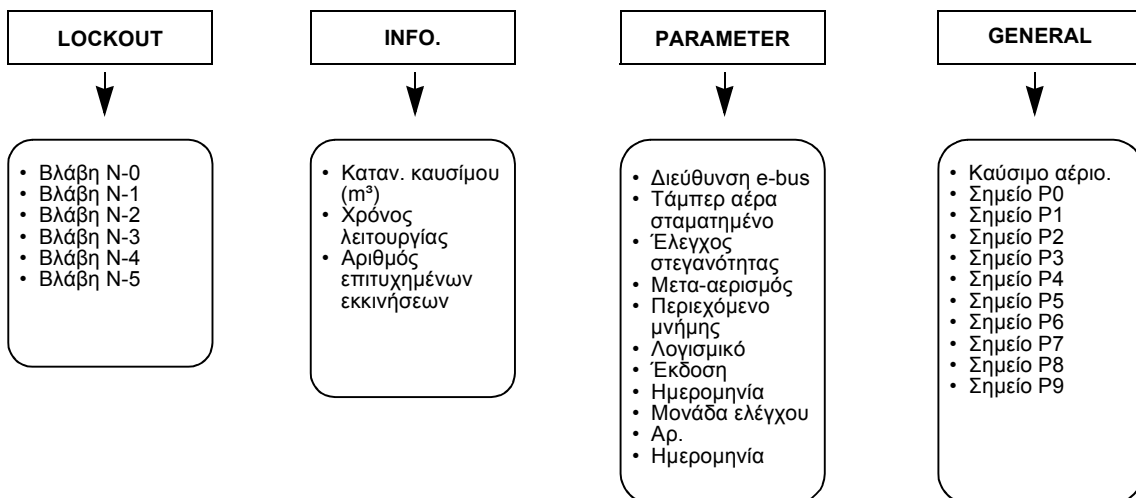 LOCKOUT
• Βλάβη N-0
• Βλάβη N-1
• Βλάβη N-2
• Βλάβη N-3
• Βλάβη N-4
• Βλάβη N-5
INFO.
• Καταν. καυσίμου
(m³)
• Χρόνος
λειτουργίας
• Αριθμός
επιτυχημένων
εκκινήσεων
PARAMETER
• Διεύθυνση e-bus
• Τάμπερ αέρα
σταματημένο
• Έλεγχος
στεγανότητας
• Μετα-αερισμός
• Περιεχόμενο
μνήμης
• Λογισμικό
• Έκδοση
• Ημερομηνία
• Μονάδα ελέγχου
• Αρ.
• Ημερομηνία
GENERAL
• Καύσιμο αέριο.
• Σημείο P0
• Σημείο P1
• Σημείο P2
• Σημείο P3
• Σημείο P4
• Σημείο P5
• Σημείο P6
• Σημείο P7
• Σημείο P8
• Σημείο P9